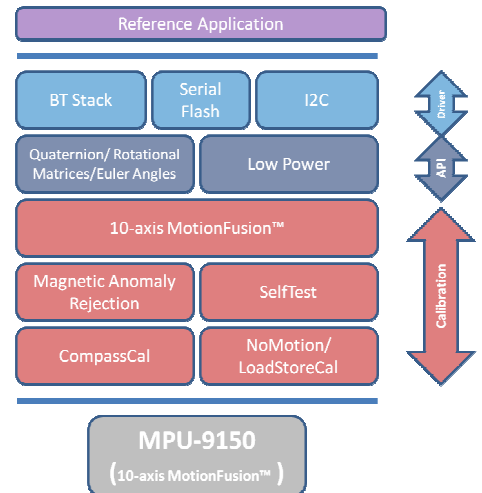 Reference Application
BT Stack
Serial
Flash
I2C
Driver
Quaternion/ Rotational
Matrices/Euler Angles
Low Power
API
10-axis MotionFusion™
Magnetic Anomaly
Rejection
SelfTest
Calibration
CompassCal
NoMotion/
LoadStoreCal
MPU-9150
(10-axis MotionFusion™ )